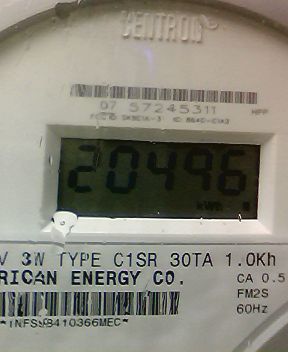 CENTRON
07 57245311
20496
kWh
V 3W TYPE C1SR 30TA 1.0Kh
RICAN ENERGY CO.
CA 0.5
FM2S
60Hz
*INFS98410366MEC*